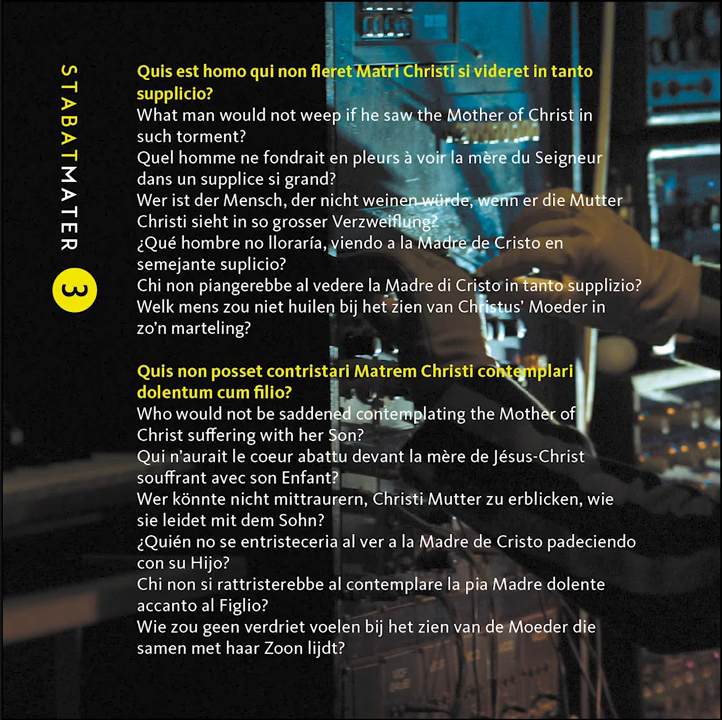 STABATMATER
3
Quis est homo qui non fleret Matri Christi si videret in tanto
supplicio?
What man would not weep if he saw the Mother of Christ in
such torment?
Quel homme ne fondrait en pleurs à voir la mère du Seigneur
dans un supplice si grand?
Wer ist der Mensch, der nicht weinen würde, wenn er die Mutter
Christi sieht in so grosser Verzweiflung?
¿Qué hombre no lloraría, viendo a la Madre de Cristo en
semejante suplicio?
Chi non piangerebbe al vedere la Madre di Cristo in tanto supplizio?
Welk mens zou niet huilen bij het zien van Christus’ Moeder in
zo’n marteling?
Quis non posset contristari Matrem Christi contemplari
dolentum cum filio?
Who would not be saddened contemplating the Mother of
Christ suffering with her Son?
Qui n’aurait le coeur abattu devant la mère de Jésus-Christ
souffrant avec son Enfant?
Wer könnte nicht mittraurern, Christi Mutter zu erblicken, wie
sie leidet mit dem Sohn?
¿Quién no se entristeceria al ver a la Madre de Cristo padeciendo
con su Hijo?
Chi non si rattristerebbe al contemplare la pia Madre dolente
accanto al Figlio?
Wie zou geen verdriet voelen bij het zien van de Moeder die
samen met haar Zoon lijdt?